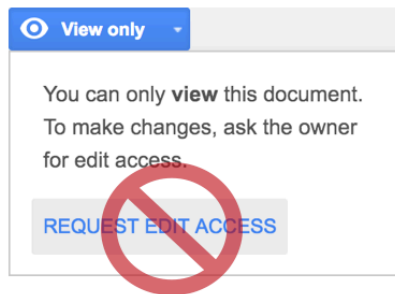 View only
You can only view this document.
To make changes, ask the owner
for edit access.
REQUEST EDIT ACCESS